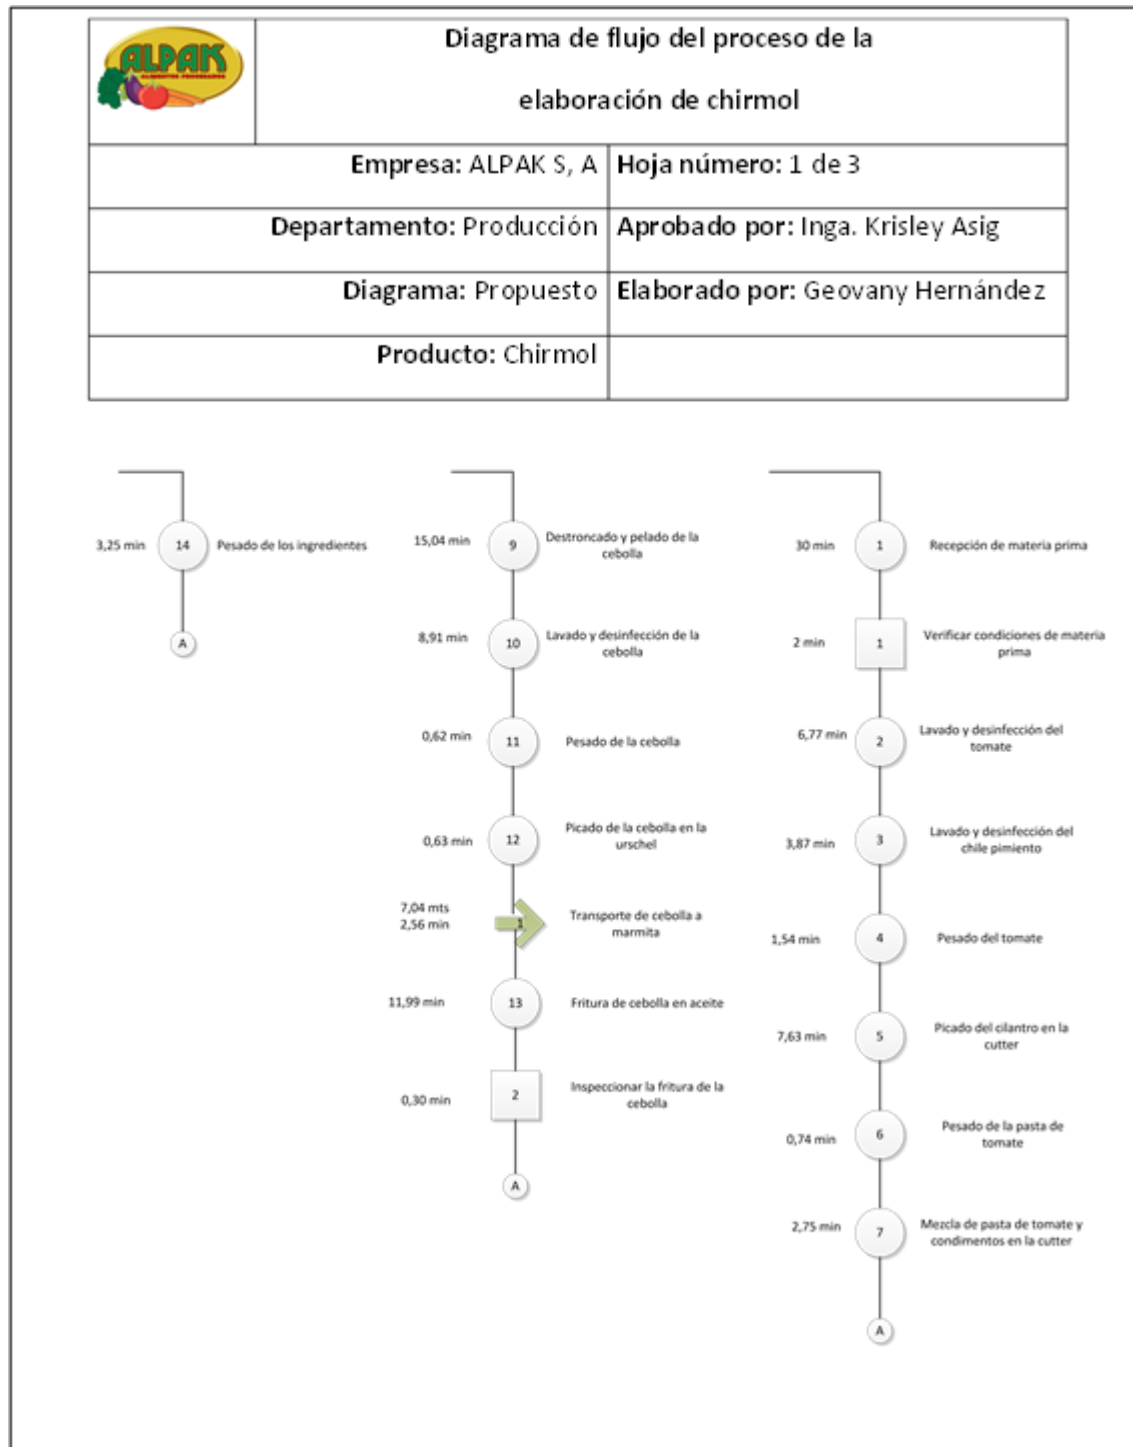 ALPAK
ALIMENTOS PROCESADOS
Diagrama de flujo del proceso de la
elaboración de chirmol
Empresa: ALPAK S, A
Hoja número: 1 de 3
Departamento: Producción
Aprobado por: Inga. Krisley Asig
Diagrama: Propuesto
Elaborado por: Geovany Hernández
Producto: Chirmol
3,25 min
14
Pesado de los ingredientes
A
15,04 min
9
Destroncado y pelado de la
cebolla
8,91 min
10
Lavado y desinfección de la
cebolla
0,62 min
11
Pesado de la cebolla
0,63 min
12
Picado de la cebolla en la
urschel
7,04 mts
2,56 min
1
Transporte de cebolla a
marmita
11,99 min
13
Fritura de cebolla en aceite
0,30 min
2
Inspeccionar la fritura de la
cebolla
A
30 min
1
Recepción de materia prima
2 min
1
Verificar condiciones de materia
prima
6,77 min
2
Lavado y desinfección del
tomate
3,87 min
3
Lavado y desinfección del
chile pimiento
1,54 min
4
Pesado del tomate
7,63 min
5
Picado del cilantro en la
cutter
0,74 min
6
Pesado de la pasta de
tomate
2,75 min
7
Mezcla de pasta de tomate y
condimentos en la cutter
A